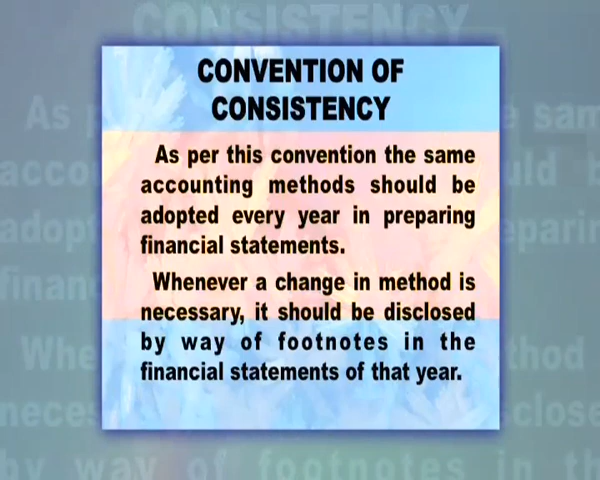 CONVENTION OF
CONSISTENCY
As per this convention the same
accounting methods should be
adopted every year in preparing
financial statements.
Whenever a change in method is
necessary, it should be disclosed
by way of footnotes in the
financial statements of that year.